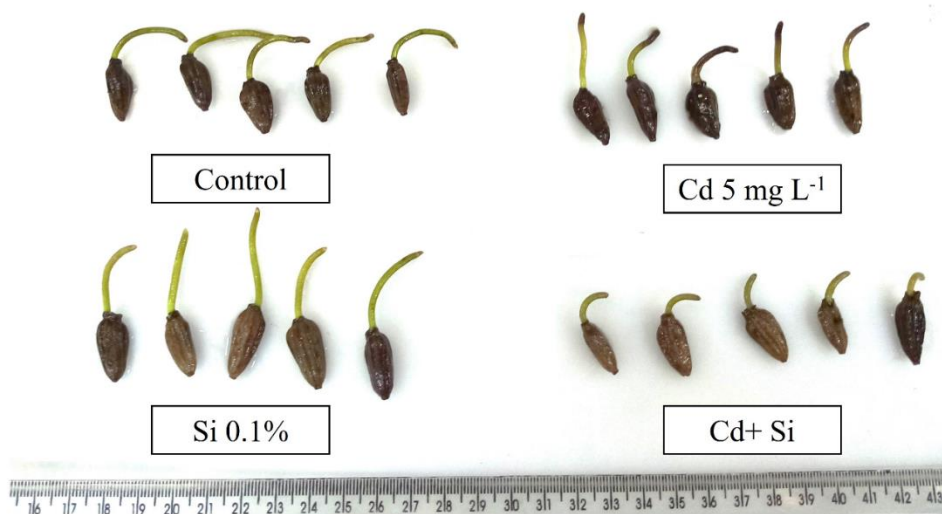 Control
Cd 5 mg L⁻¹
Si 0.1%
Cd+ Si
16 17 18 19 20 21 22 23 24 25 26 27 28 29 30 31 32 33 34 35 36 37 38 39 40 41 42 43